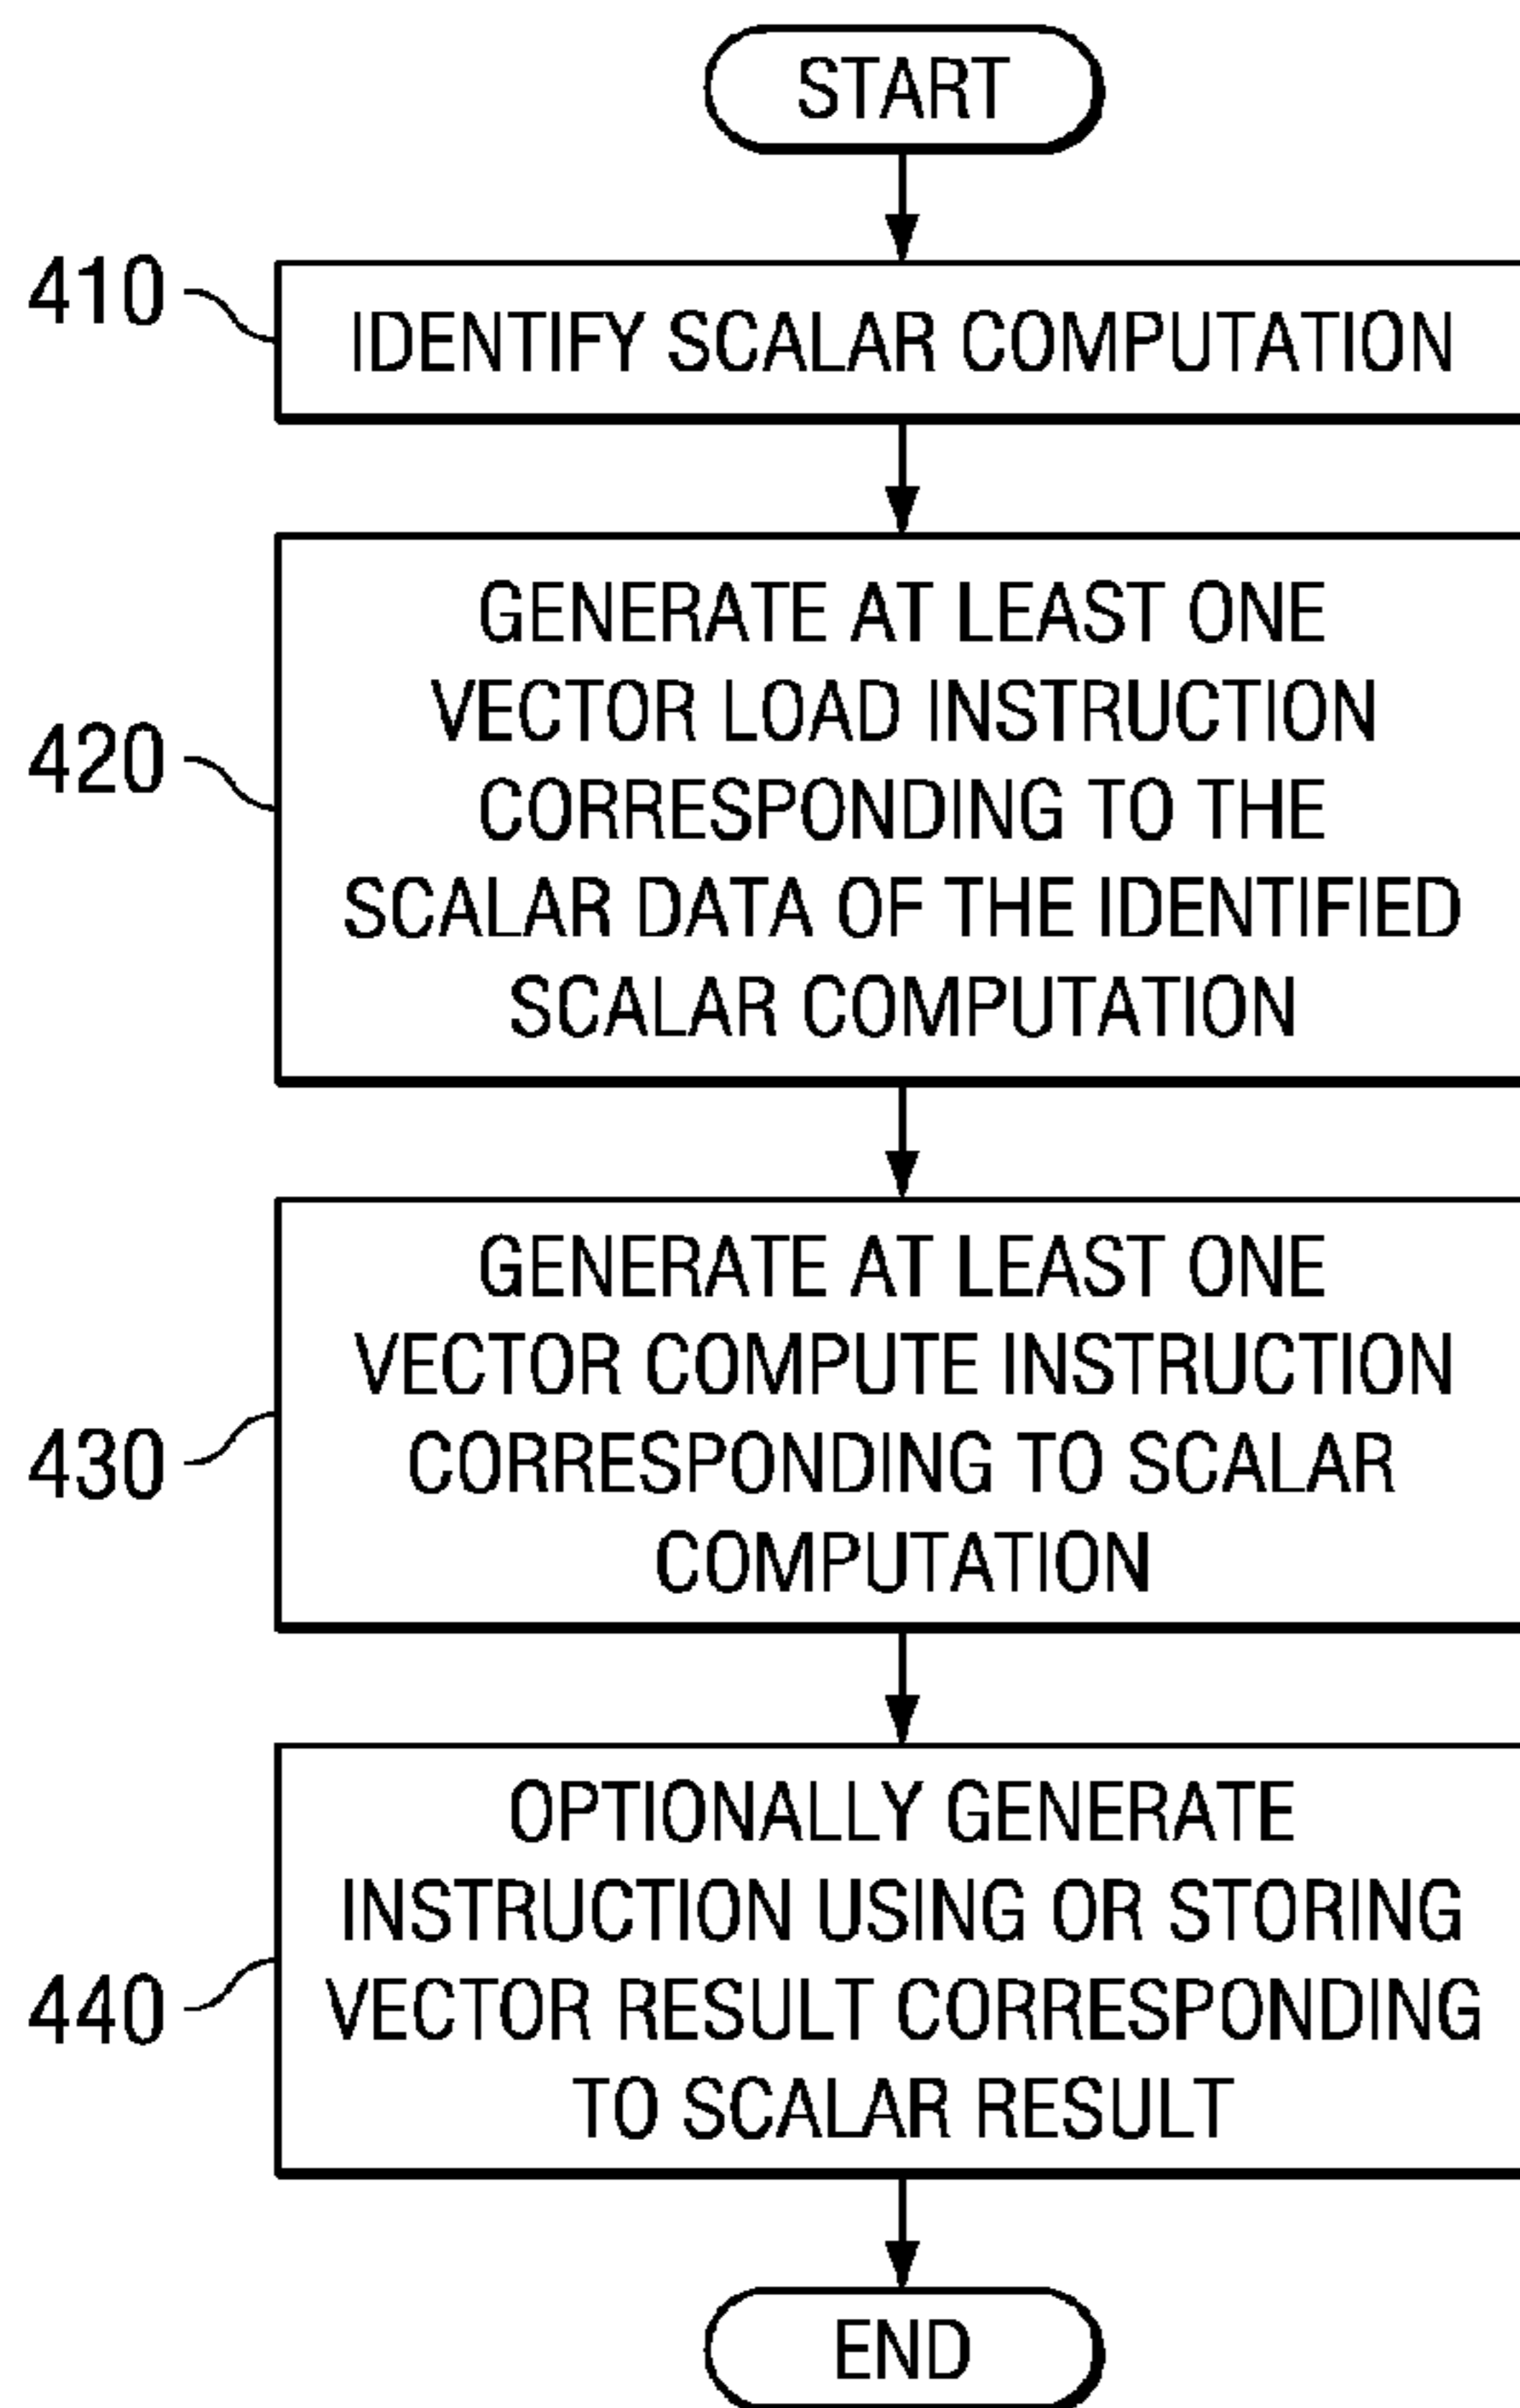 START
410
IDENTIFY SCALAR COMPUTATION
420
GENERATE AT LEAST ONE
VECTOR LOAD INSTRUCTION
CORRESPONDING TO THE
SCALAR DATA OF THE IDENTIFIED
SCALAR COMPUTATION
430
GENERATE AT LEAST ONE
VECTOR COMPUTE INSTRUCTION
CORRESPONDING TO SCALAR
COMPUTATION
440
OPTIONALLY GENERATE
INSTRUCTION USING OR STORING
VECTOR RESULT CORRESPONDING
TO SCALAR RESULT
END